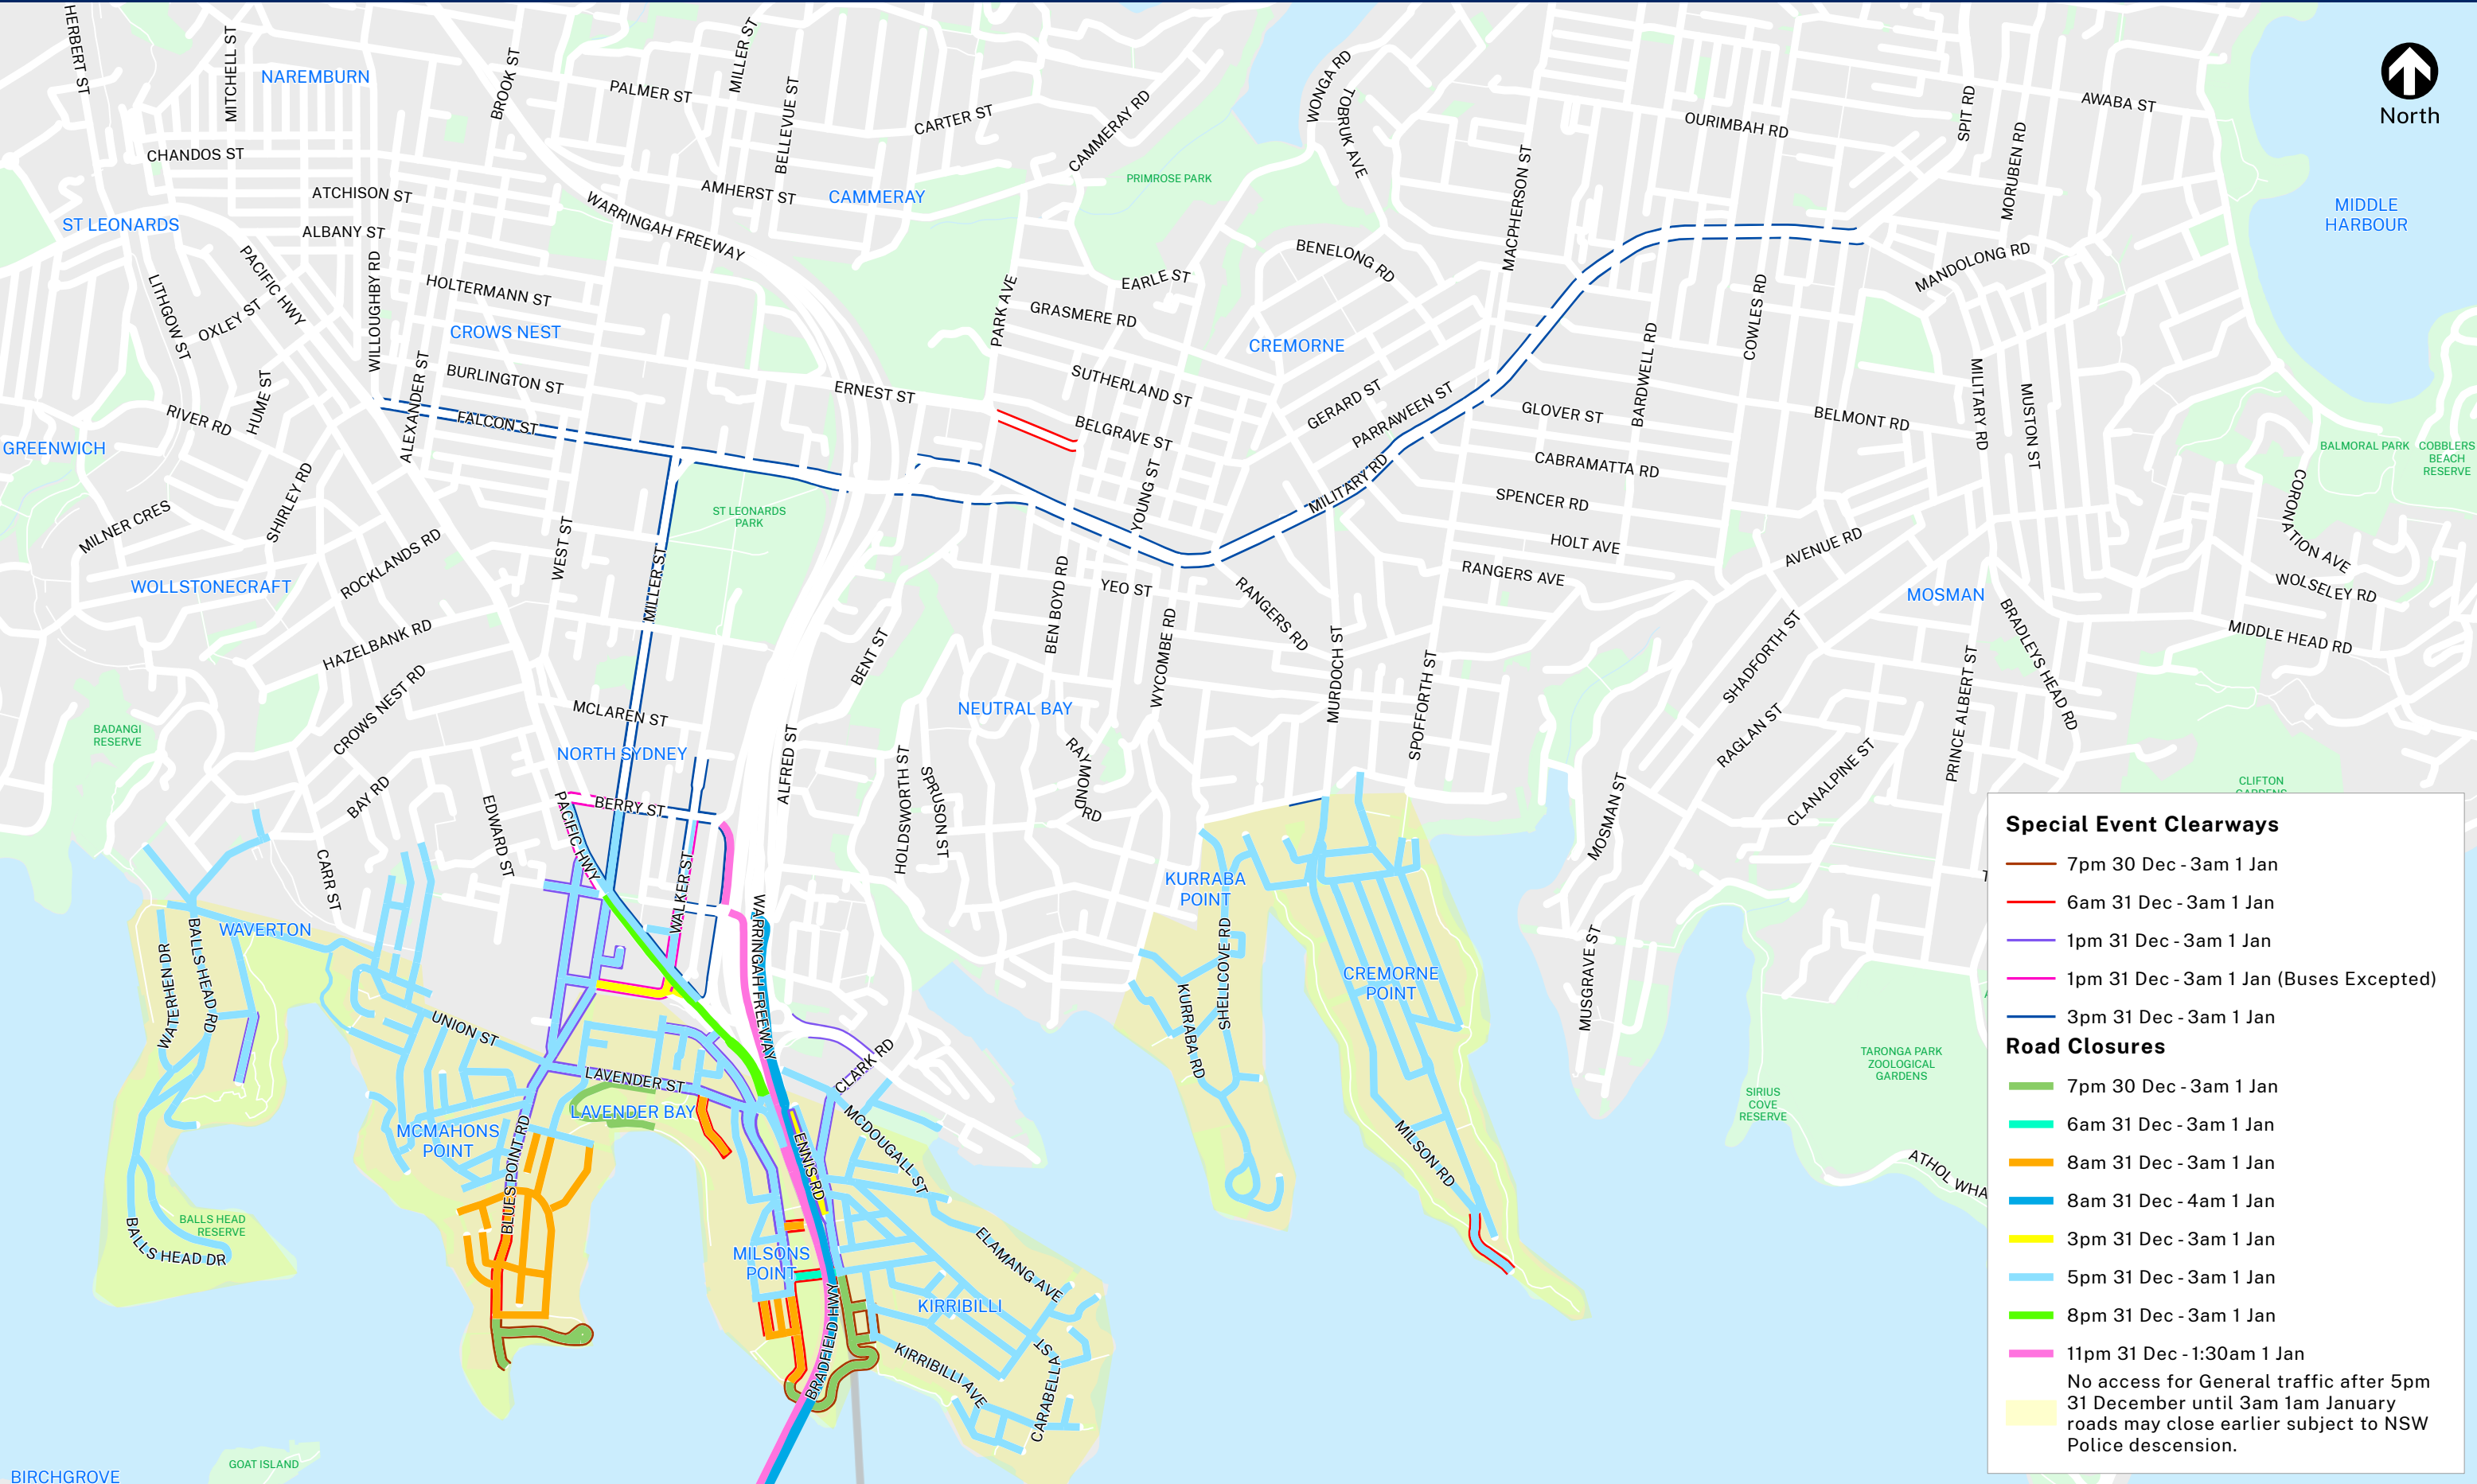 HERBERT ST
MITCHELL ST
NAREMBURN
BROOK ST
PALMER ST
MILLER ST
BELLEVUE ST
CARTER ST
CAMMERAY RD
WONGA RD
TOBRUK AVE
OURIMBAH RD
SPIT RD
MORUBEN RD
AWABA ST
North
CHANDOS ST
ATCHISON ST
AMHERST ST
CAMMERAY
PRIMROSE PARK
MACPHERSON ST
MIDDLE
HARBOUR
ST LEONARDS
ALBANY ST
WARRINGAH FREEWAY
BENELONG RD
MANDOLONG RD
PACIFIC HWY
LITHGOW ST
OXLEY ST
WILLOUGHBY RD
HOLTERMANN ST
CROWS NEST
PARK AVE
EARLE ST
GRASMERE RD
CREMORNE
COWLES RD
BARDWELL RD
HUME ST
RIVER RD
ALEXANDER ST
BURLINGTON ST
FALCON ST
ERNEST ST
SUTHERLAND ST
BELGRAVE ST
GERARD ST
PARRAWEEN ST
GLOVER ST
BELMONT RD
MILITARY RD
MUSTON ST
GREENWICH
BALMORAL PARK
COBBLERS
BEACH
RESERVE
CABRAMATTA RD
YOUNG ST
MILITARY RD
SPENCER RD
CORONATION AVE
MILNER CRES
SHIRLEY RD
ST LEONARDS
PARK
HOLT AVE
AVENUE RD
WOLLSTONECRAFT
ROCKLANDS RD
WEST ST
MILLER ST
BEN BOYD RD
YEO ST
RANGERS RD
RANGERS AVE
MOSMAN
WOLSELEY RD
HAZELBANK RD
BENT ST
WYCOMBE RD
MURDOCH ST
SPOFFORTH ST
SHADFORTH ST
BRADLEYS HEAD RD
MIDDLE HEAD RD
CROWS NEST RD
MCLAREN ST
NEUTRAL BAY
RAGLAN ST
PRINCE ALBERT ST
BADANGI
RESERVE
NORTH SYDNEY
ALFRED ST
RAYMOND
RD
CLANALPINE ST
CLIFTON
GARDENS
BAY RD
BERRY ST
HOLDSWORTH ST
SPRUSON ST
MOSMAN ST
EDWARD ST
PACIFIC HWY
CARR ST
WALKER ST
KURRABA
POINT
WAVERTON
WATERHEN DR
BALLS HEAD RD
WARRINGAH FREEWAY
SHELLCOVE RD
CREMORNE
POINT
MUSGRAVE ST
KURRABA RD
UNION ST
CLARK RD
LAVENDER ST
TARONGA PARK
ZOOLOGICAL
GARDENS
SIRIUS
COVE
RESERVE
LAVENDER BAY
MCMAHONS
POINT
MCDOUGALL ST
ENNIS RD
BLUES POINT RD
MILSON RD
ATHOL WHA
BALLS HEAD
RESERVE
BALLS HEAD DR
MILSONS
POINT
ELAMANG AVE
KIRRIBILLI
BRADFIELD HWY
KIRRIBILLI AVE
CARABELLA ST
GOAT ISLAND
BIRCHGROVE
Special Event Clearways
7pm 30 Dec - 3am 1 Jan
6am 31 Dec - 3am 1 Jan
1pm 31 Dec - 3am 1 Jan
1pm 31 Dec - 3am 1 Jan (Buses Excepted)
3pm 31 Dec - 3am 1 Jan
Road Closures
7pm 30 Dec - 3am 1 Jan
6am 31 Dec - 3am 1 Jan
8am 31 Dec - 3am 1 Jan
8am 31 Dec - 4am 1 Jan
3pm 31 Dec - 3am 1 Jan
5pm 31 Dec - 3am 1 Jan
8pm 31 Dec - 3am 1 Jan
11pm 31 Dec - 1:30am 1 Jan
No access for General traffic after 5pm
31 December until 3am 1am January
roads may close earlier subject to NSW
Police descension.